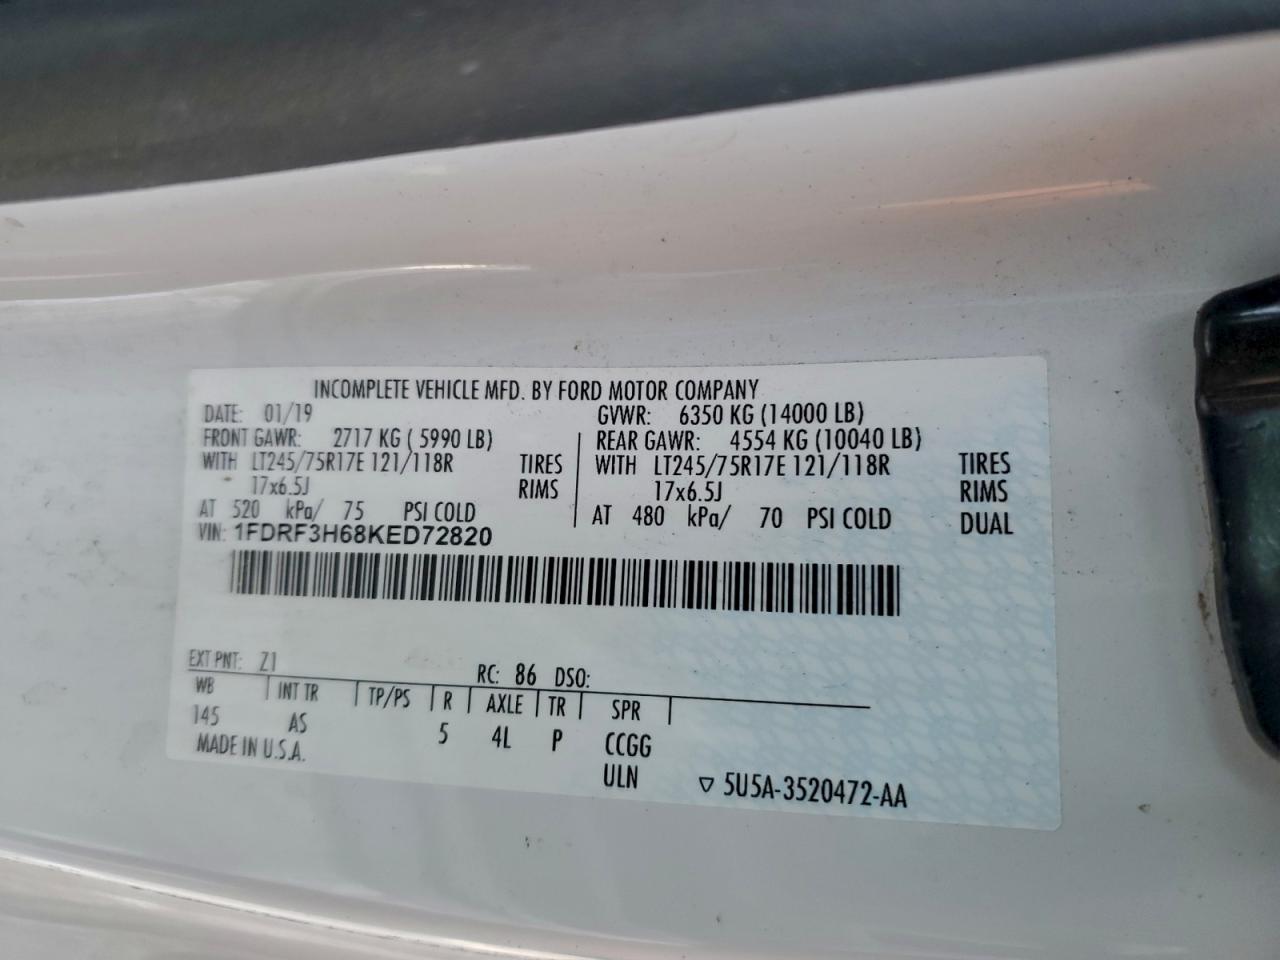 INCOMPLETE VEHICLE MFD. BY FORD MOTOR COMPANY
DATE: 01/19 GVWR: 6350 KG (14000 LB)
FRONT GAWR: 2717 KG ( 5990 LB) REAR GAWR: 4554 KG (10040 LB)
WITH LT245/75R17E 121/118R TIRES WITH LT245/75R17E 121/118R TIRES
17x6.5J RIMS 17x6.5J RIMS
AT 520 kPa/ 75 PSI COLD AT 480 kPa/ 70 PSI COLD DUAL
VIN: 1FDRF3H68KED72820
EXT PNT: Z1 RC: 86 DSO:
WB INT TR TP/PS R AXLE TR SPR
145 AS 5 4L P CCGG
MADE IN U.S.A. ULN 5U5A-3520472-AA